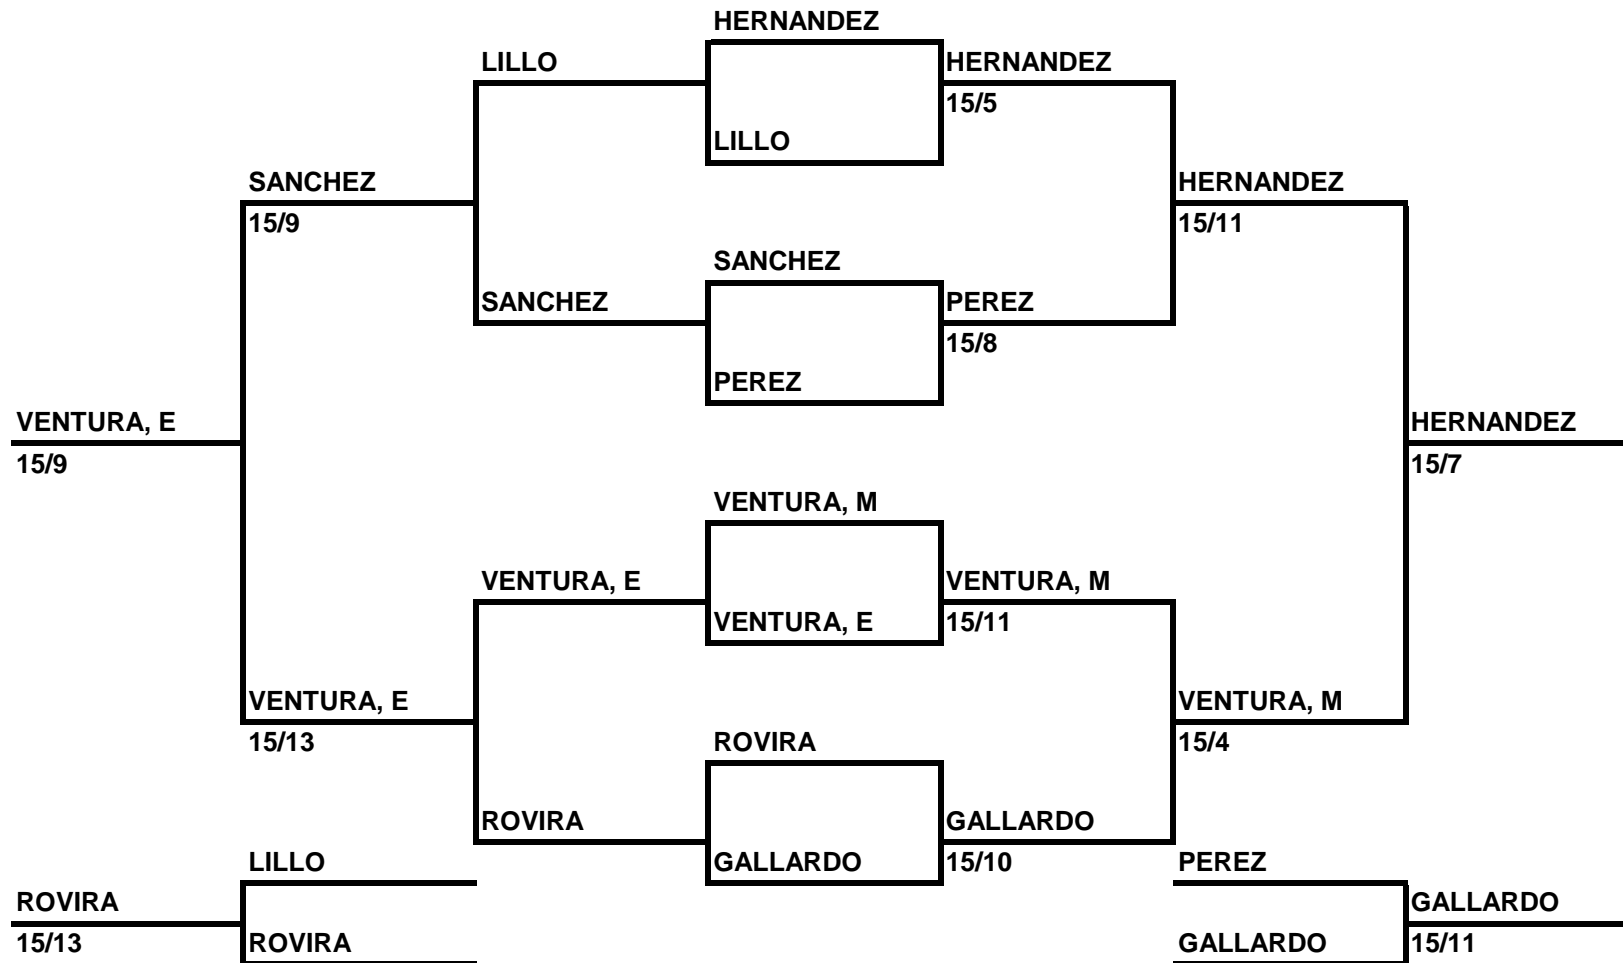 HERNANDEZ
LILLO
HERNANDEZ
15/5
LILLO
SANCHEZ
HERNANDEZ
15/9
15/11
SANCHEZ
SANCHEZ
PEREZ
15/8
PEREZ
VENTURA, E
HERNANDEZ
15/9
15/7
VENTURA, M
VENTURA, E
VENTURA, M
VENTURA, E
15/11
VENTURA, E
VENTURA, M
15/13
ROVIRA
15/4
ROVIRA
GALLARDO
LILLO
GALLARDO
15/10
PEREZ
ROVIRA
GALLARDO
15/13
ROVIRA
GALLARDO
15/11